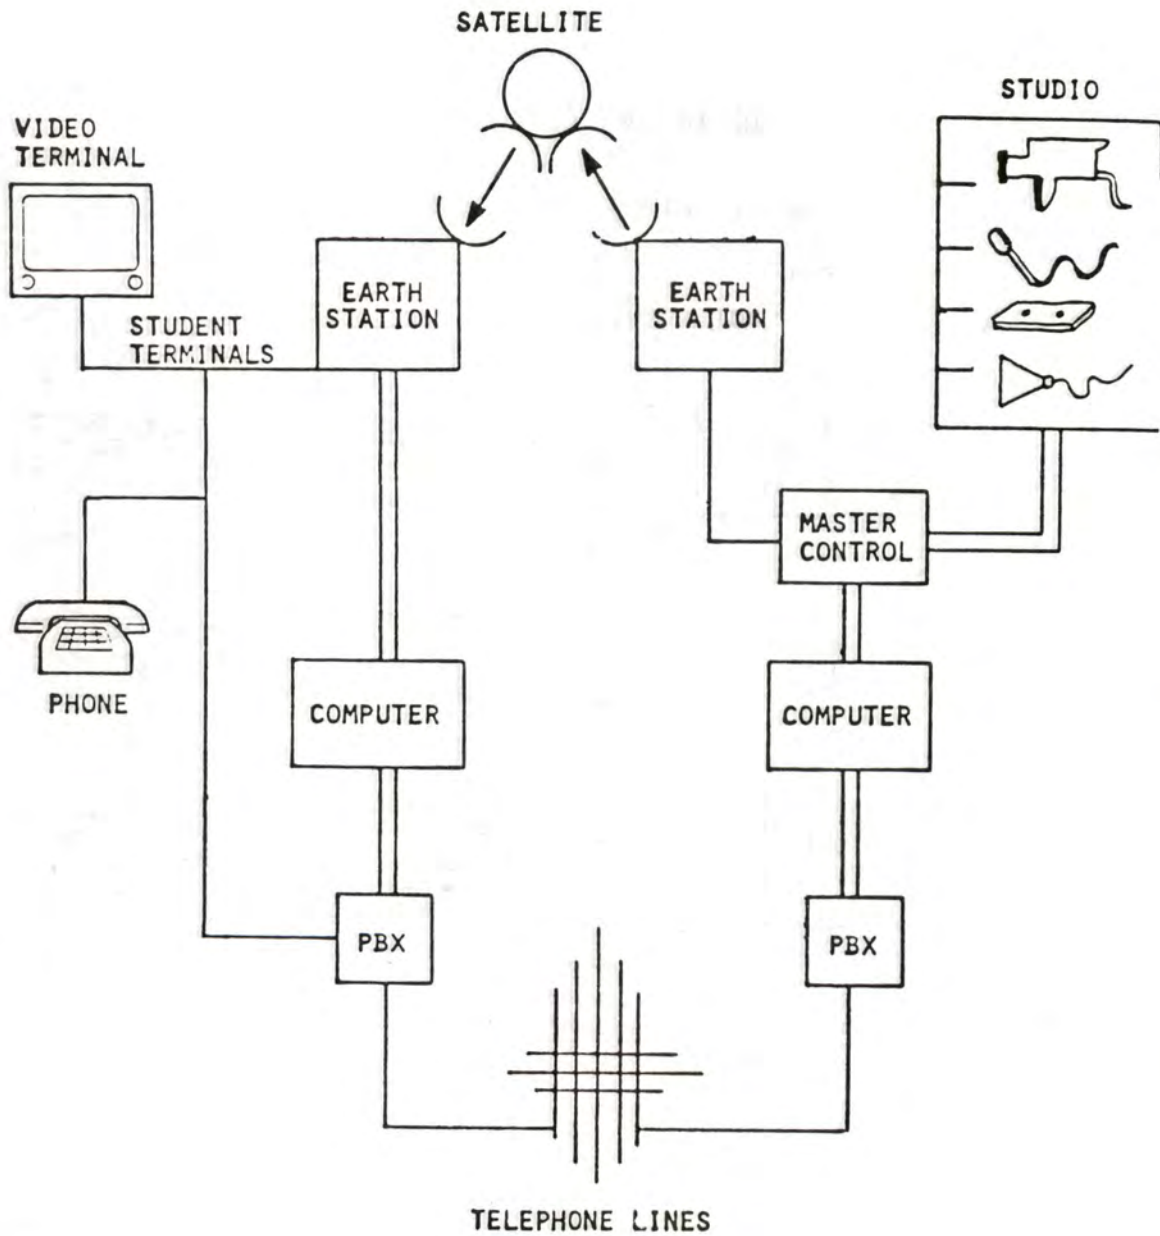 SATELLITE
STUDIO
VIDEO
TERMINAL
EARTH
STATION
EARTH
STATION
STUDENT
TERMINALS
MASTER
CONTROL
PHONE
COMPUTER
COMPUTER
PBX
PBX
TELEPHONE LINES